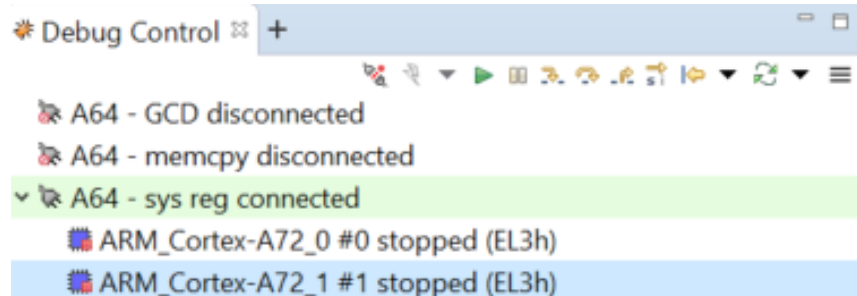 Debug Control
A64 - GCD disconnected
A64 - memcpy disconnected
A64 - sys reg connected
ARM_Cortex-A72_0 #0 stopped (EL3h)
ARM_Cortex-A72_1 #1 stopped (EL3h)